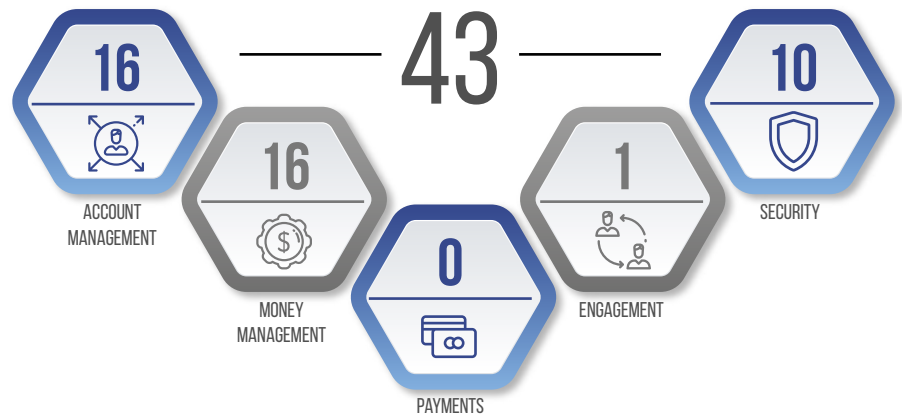 43
16
ACCOUNT
MANAGEMENT
16
$
MONEY
MANAGEMENT
0
PAYMENTS
1
ENGAGEMENT
10
SECURITY